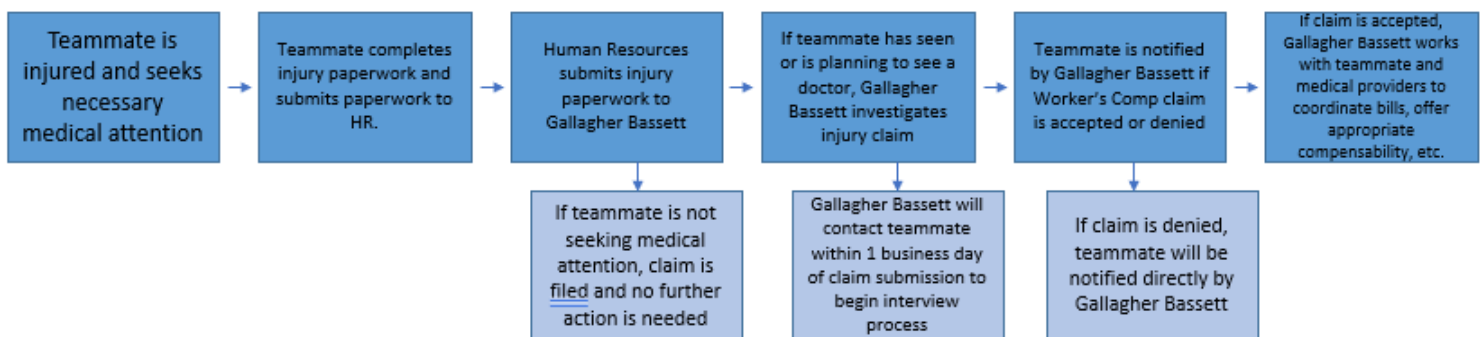 Teammate is
injured and seeks
necessary
medical attention
Teammate completes
injury paperwork and
submits paperwork to
HR.
Human Resources
submits injury
paperwork to
Gallagher Bassett
If teammate has seen
or is planning to see a
doctor, Gallagher
Bassett investigates
injury claim
Teammate is notified
by Gallagher Bassett if
Worker's Comp claim
is accepted or denied
If claim is accepted,
Gallagher Bassett works
with teammate and
medical providers to
coordinate bills, offer
appropriate
compensability, etc.
If teammate is not
seeking medical
attention, claim is
filed and no further
action is needed
Gallagher Bassett will
contact teammate
within 1 business day
of claim submission to
begin interview
process
If claim is denied,
teammate will be
notified directly by
Gallagher Bassett